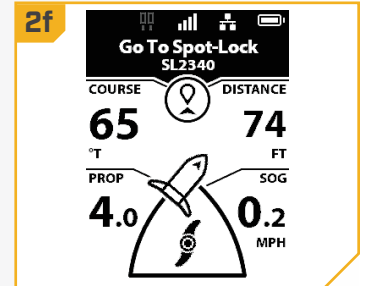 2f
Go To Spot-Lock
SL2340
COURSE DISTANCE
65 74
°T FT
PROP SOG
4.0 0.2
MPH